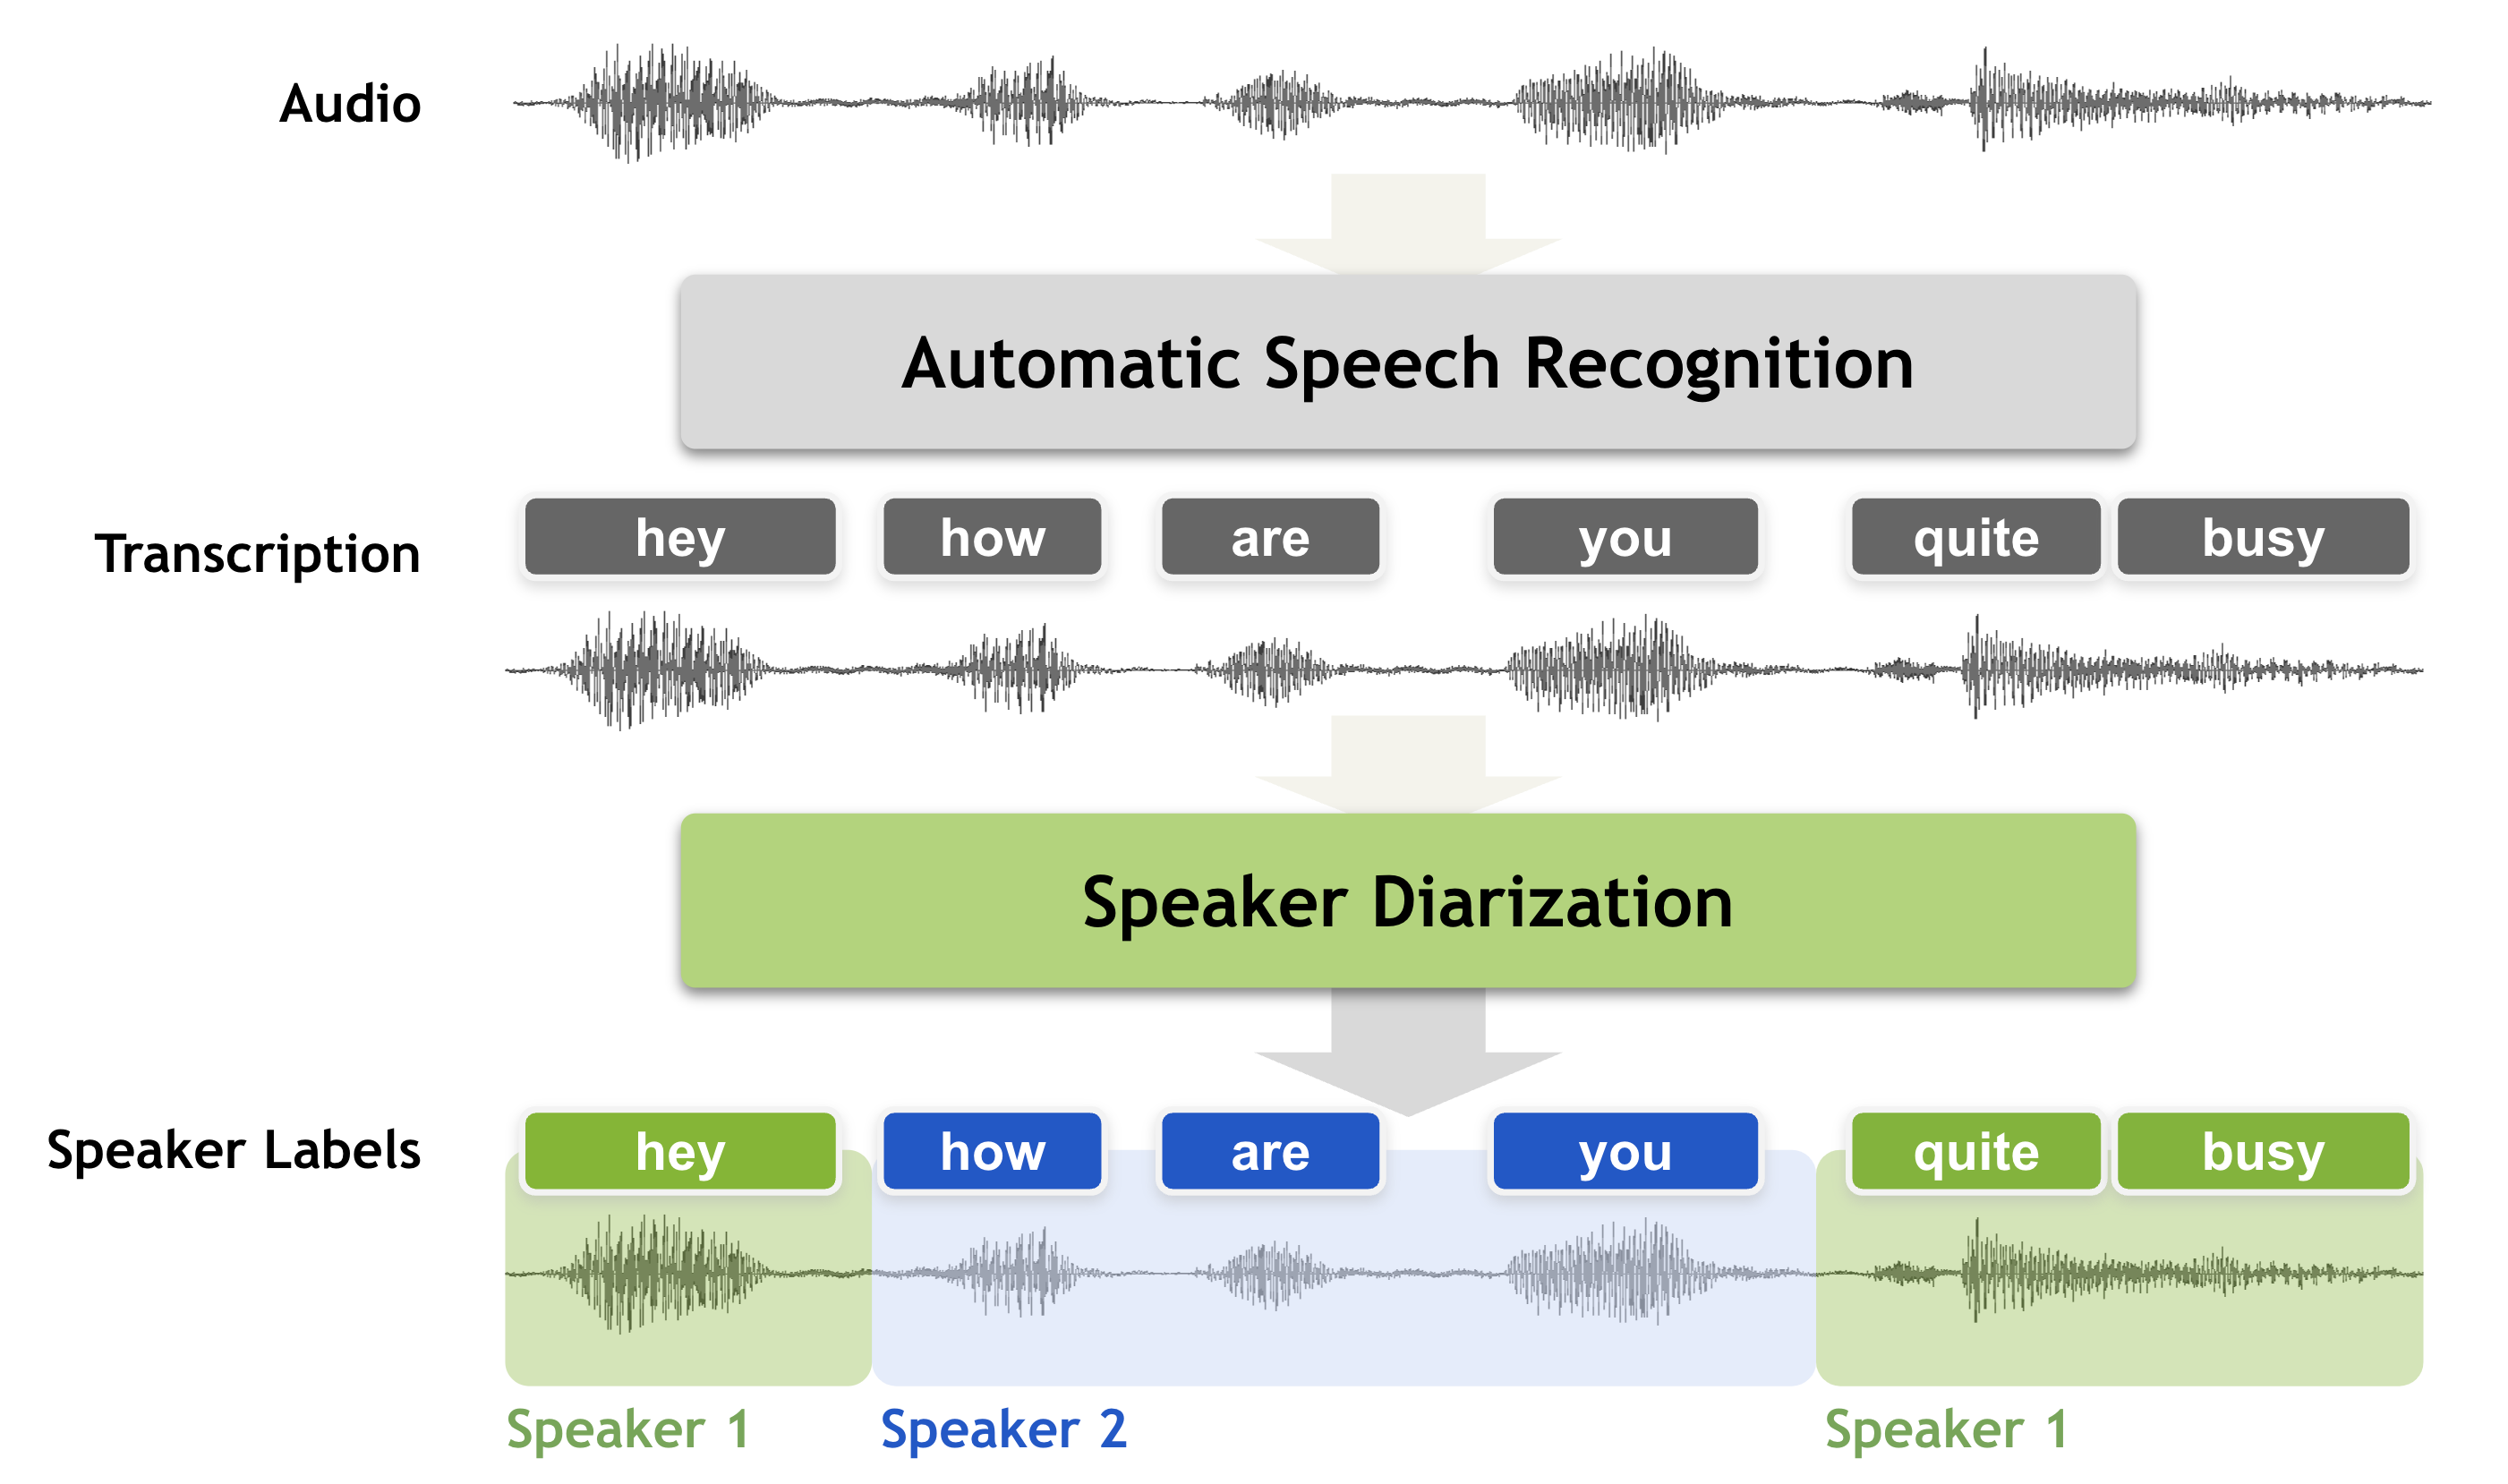 Audio
Automatic Speech Recognition
Transcription hey how are you quite busy
Speaker Diarization
Speaker Labels hey how are you quite busy
Speaker 1 Speaker 2 Speaker 1